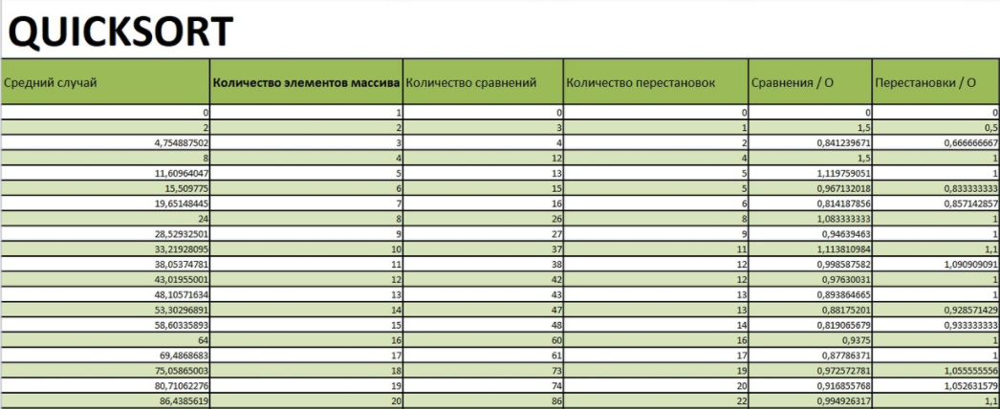 QUICKSORT
Средний случай Количество элементов массива Количество сравнений Количество перестановок Сравнения / О Перестановки / О
0 1 0 0 0 0
2 2 3 1 1,5 0,5
4,754887502 3 4 2 0,841239671 0,666666667
8 4 12 4 1,5 1
11,60964047 5 13 5 1,119759051 1
15,509775 6 15 5 0,967132018 0,833333333
19,65148445 7 16 6 0,814187856 0,857142857
24 8 26 8 1,083333333 1
28,52932501 9 27 9 0,94639463 1
33,21928095 10 37 11 1,113810984 1,1
38,05374781 11 38 12 0,998587582 1,090909091
43,01955001 12 42 12 0,97630031 1
48,10571634 13 43 13 0,893864665 1
53,30296891 14 47 13 0,88175201 0,928571429
58,60335893 15 48 14 0,819065679 0,933333333
64 16 60 16 0,9375 1
69,4868683 17 61 17 0,87786371 1
75,05865003 18 73 19 0,972572781 1,055555556
80,71062276 19 74 20 0,916855768 1,052631579
86,4385619 20 86 22 0,994926317 1,1